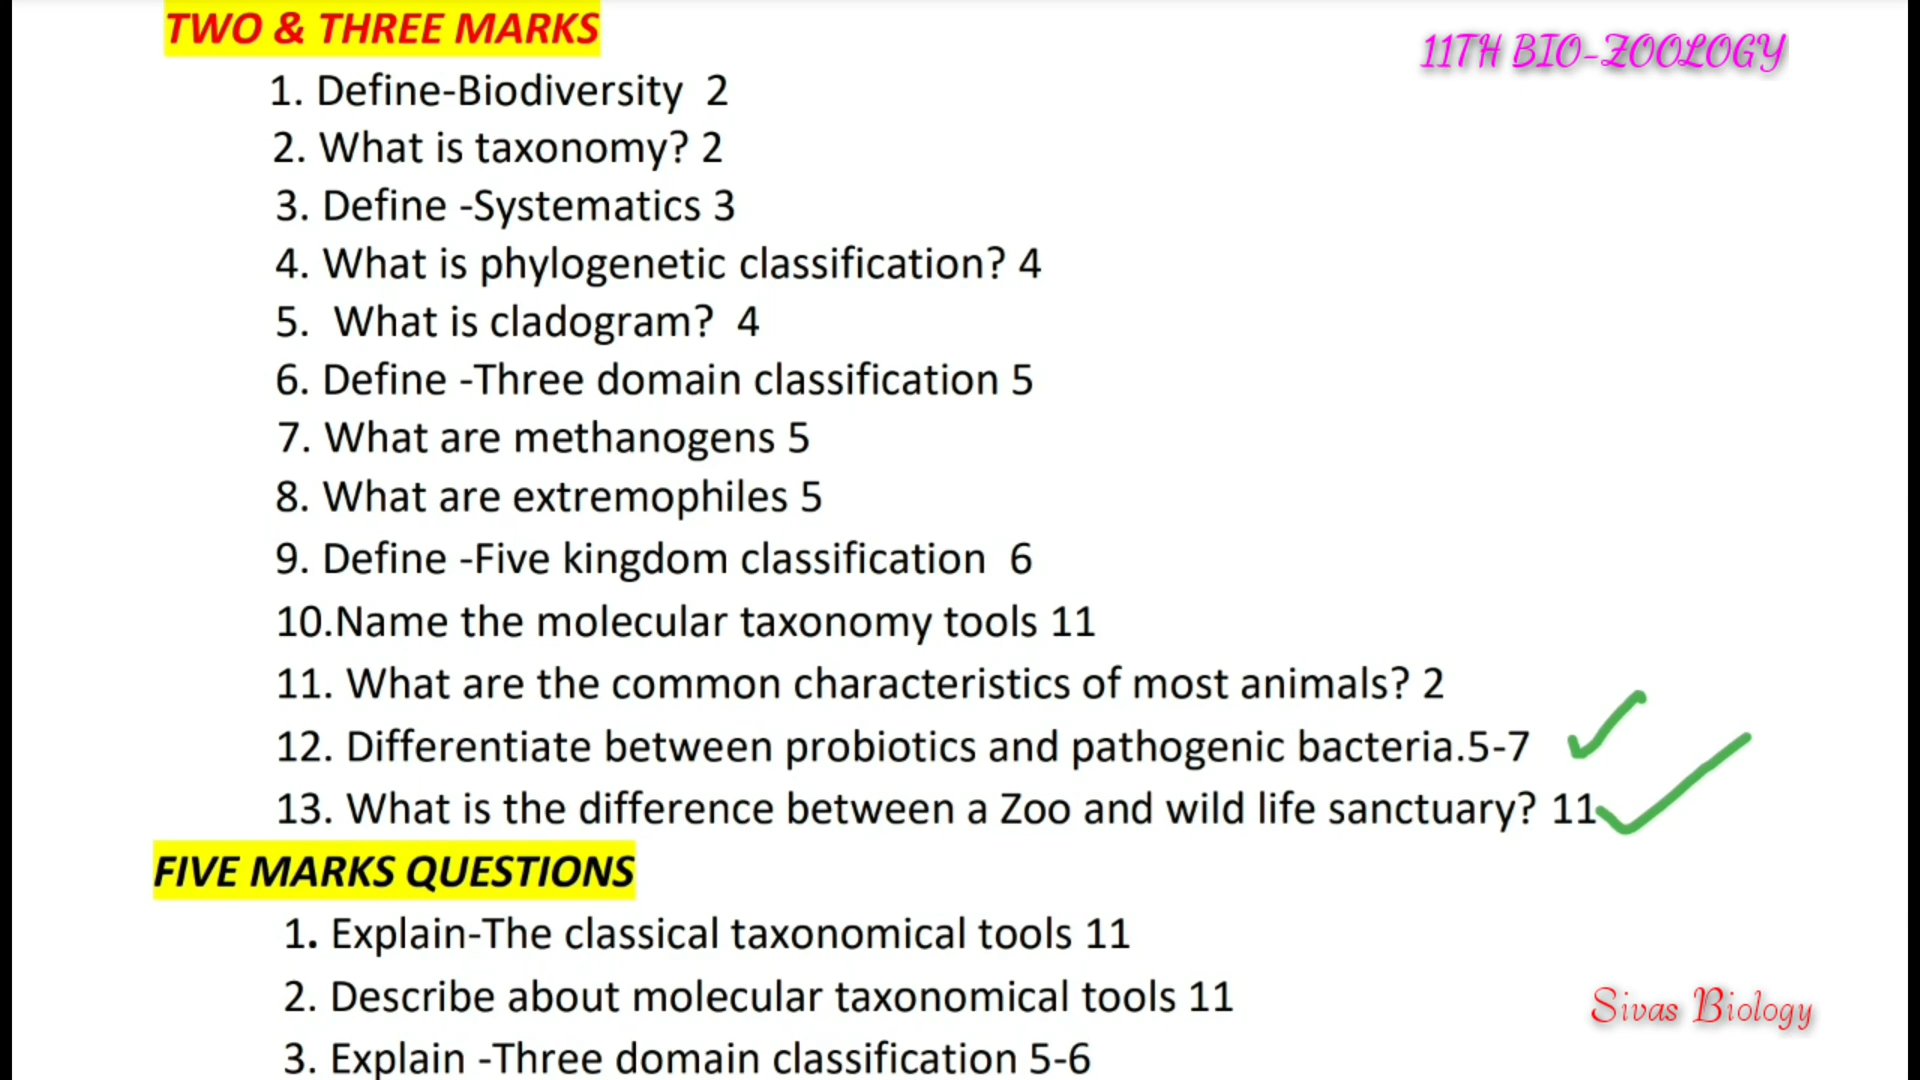 TWO & THREE MARKS
11TH BIO-ZOOLOGY
1. Define-Biodiversity 2
2. What is taxonomy? 2
3. Define -Systematics 3
4. What is phylogenetic classification? 4
5. What is cladogram? 4
6. Define -Three domain classification 5
7. What are methanogens 5
8. What are extremophiles 5
9. Define -Five kingdom classification 6
10.Name the molecular taxonomy tools 11
11. What are the common characteristics of most animals? 2
12. Differentiate between probiotics and pathogenic bacteria.5-7
13. What is the difference between a Zoo and wild life sanctuary? 11
FIVE MARKS QUESTIONS
1. Explain-The classical taxonomical tools 11
2. Describe about molecular taxonomical tools 11
Sivas Biology
3. Explain -Three domain classification 5-6